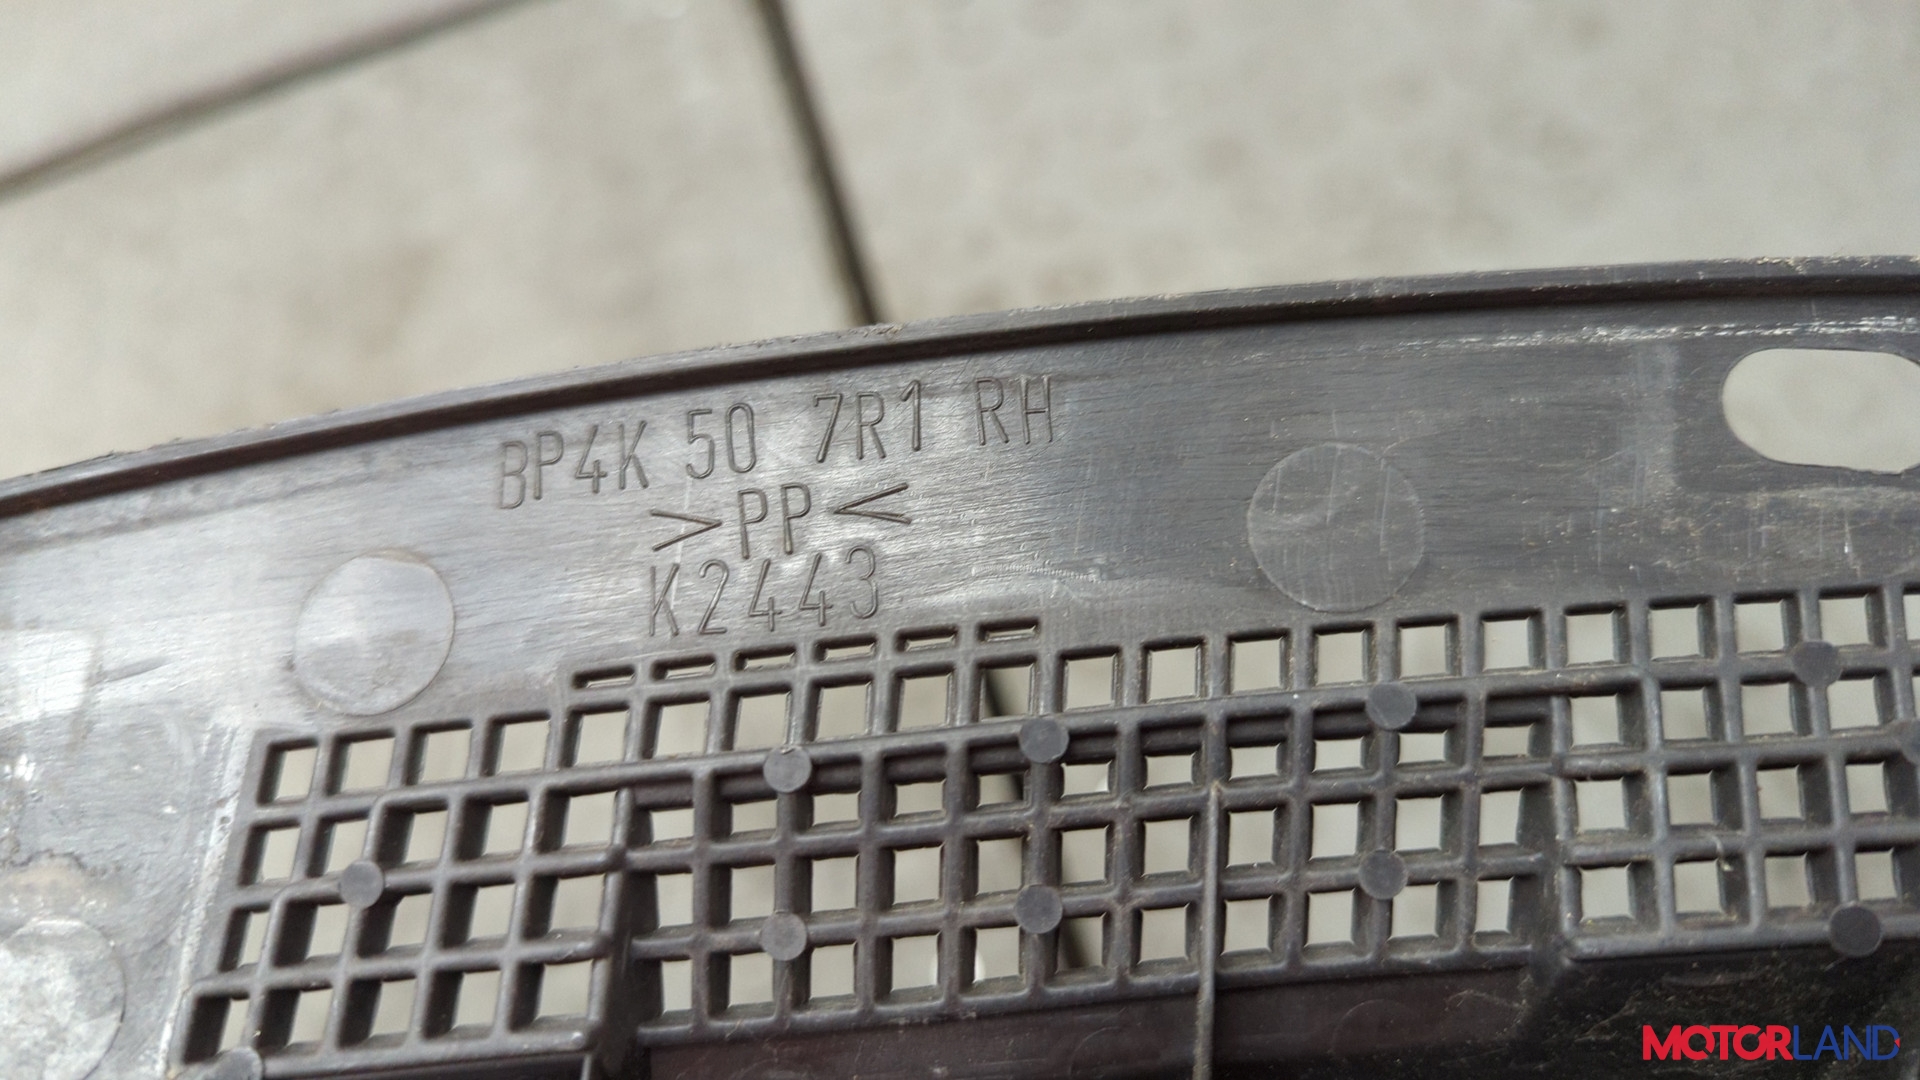 BP4K 50 7R1 RH
>PP<
K2443
MOTORLAND